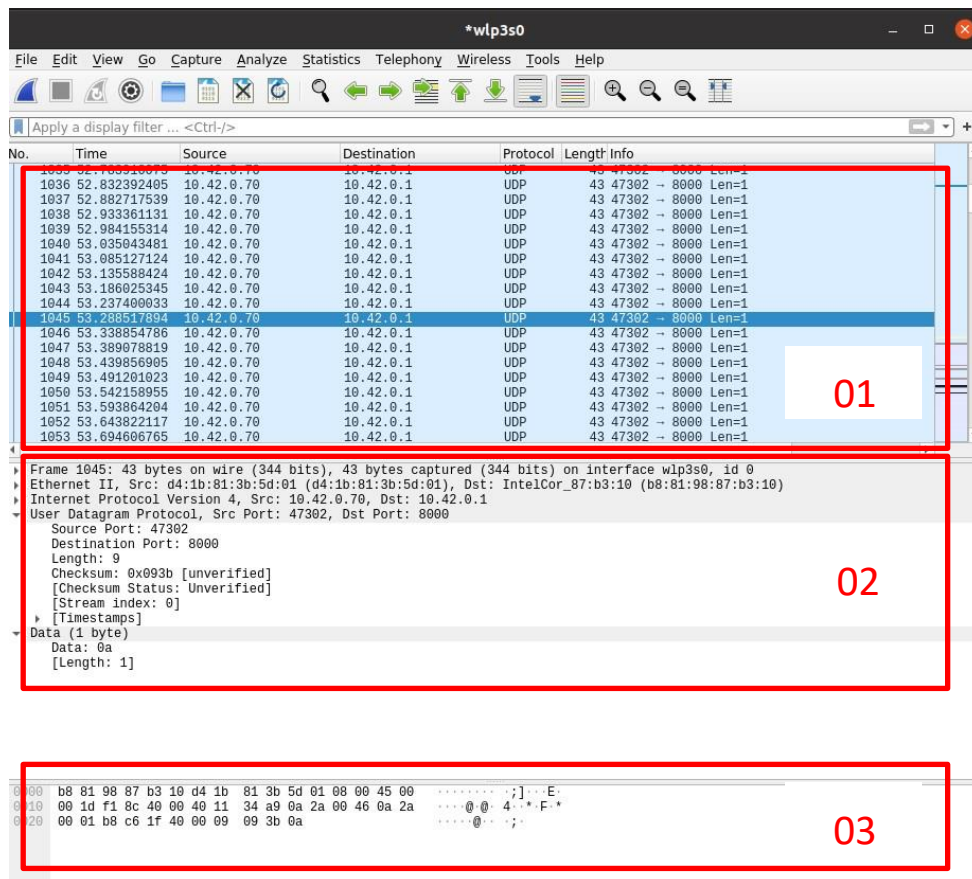 *wlp3s0
File Edit View Go Capture Analyze Statistics Telephony Wireless Tools Help
Apply a display filter ... <Ctrl-/>
No. Time Source Destination Protocol Length Info
1036 52.832392405 10.42.0.70 10.42.0.1 UDP 43 47302 → 8000 Len=1
1037 52.882717539 10.42.0.70 10.42.0.1 UDP 43 47302 → 8000 Len=1
1038 52.933361131 10.42.0.70 10.42.0.1 UDP 43 47302 → 8000 Len=1
1039 52.984155314 10.42.0.70 10.42.0.1 UDP 43 47302 → 8000 Len=1
1040 53.035043481 10.42.0.70 10.42.0.1 UDP 43 47302 → 8000 Len=1
1041 53.085127124 10.42.0.70 10.42.0.1 UDP 43 47302 → 8000 Len=1
1042 53.135588424 10.42.0.70 10.42.0.1 UDP 43 47302 → 8000 Len=1
1043 53.186025345 10.42.0.70 10.42.0.1 UDP 43 47302 → 8000 Len=1
1044 53.237400033 10.42.0.70 10.42.0.1 UDP 43 47302 → 8000 Len=1
1045 53.288517894 10.42.0.70 10.42.0.1 UDP 43 47302 → 8000 Len=1
1046 53.338854786 10.42.0.70 10.42.0.1 UDP 43 47302 → 8000 Len=1
1047 53.389078819 10.42.0.70 10.42.0.1 UDP 43 47302 → 8000 Len=1
1048 53.439856905 10.42.0.70 10.42.0.1 UDP 43 47302 → 8000 Len=1
1049 53.491201023 10.42.0.70 10.42.0.1 UDP 43 47302 → 8000 Len=1
1050 53.542158955 10.42.0.70 10.42.0.1 UDP 43 47302 → 8000 Len=1
1051 53.593864204 10.42.0.70 10.42.0.1 UDP 43 47302 → 8000 Len=1
1052 53.643822117 10.42.0.70 10.42.0.1 UDP 43 47302 → 8000 Len=1
1053 53.694606765 10.42.0.70 10.42.0.1 UDP 43 47302 → 8000 Len=1
01
Frame 1045: 43 bytes on wire (344 bits), 43 bytes captured (344 bits) on interface wlp3s0, id 0
Ethernet II, Src: d4:1b:81:3b:5d:01 (d4:1b:81:3b:5d:01), Dst: IntelCor_87:b3:10 (b8:81:98:87:b3:10)
Internet Protocol Version 4, Src: 10.42.0.70, Dst: 10.42.0.1
User Datagram Protocol, Src Port: 47302, Dst Port: 8000
Source Port: 47302
Destination Port: 8000
Length: 9
Checksum: 0x093b [unverified]
[Checksum Status: Unverified]
[Stream index: 0]
[Timestamps]
Data (1 byte)
Data: 0a
[Length: 1]
02
0000 b8 81 98 87 b3 10 d4 1b 81 3b 5d 01 08 00 45 00 ········ ·;]···E·
0010 00 1d f1 8c 40 00 40 11 34 a9 0a 2a 00 46 0a 2a ····@·@· 4··*·F·*
0020 00 01 b8 c6 1f 40 00 09 09 3b 0a ·····@·· ·;·
03